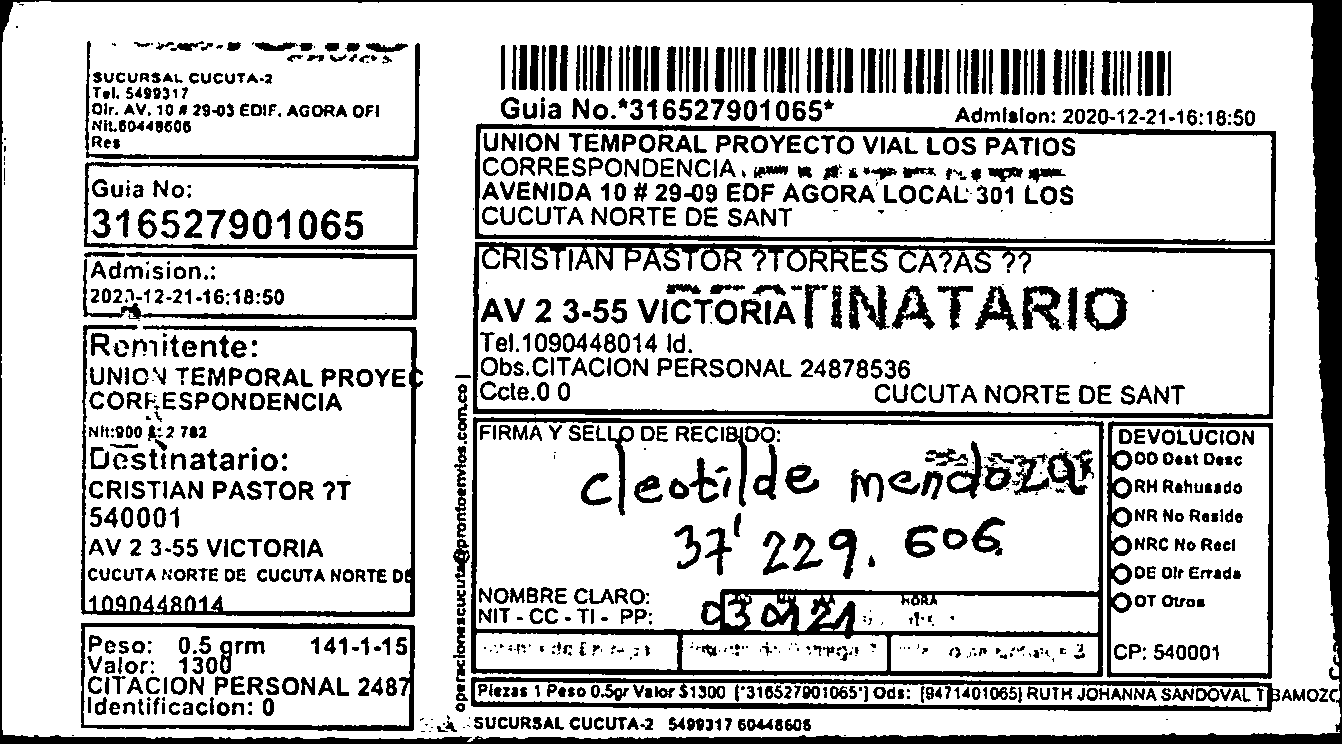 envios
SUCURSAL CUCUTA-2
Tel. 5499317
Dir. AV. 10 # 29-03 EDIF. AGORA OFI
Nit.60448606
Res
Guia No:
316527901065
Admision.:
2020-12-21-16:18:50
Remitente:
UNION TEMPORAL PROYEC
CORRESPONDENCIA
Nit:900
2 782
Destinatario:
CRISTIAN PASTOR ?T
540001
AV 2 3-55 VICTORIA
CUCUTA NORTE DE CUCUTA NORTE DE
1090448014
Peso: 0.5 grm 141-1-15
Valor: 1300
CITACION PERSONAL 2487
Identificacion: 0
operacionescucuta@prontoenvios.com.co
Guia No.*316527901065*
Admision: 2020-12-21-16:18:50
UNION TEMPORAL PROYECTO VIAL LOS PATIOS
CORRESPONDENCIA
AVENIDA 10 # 29-09 EDF AGORA LOCAL 301 LOS
CUCUTA NORTE DE SANT
CRISTIAN PASTOR ?TORRES CA?AS ??
AV 2 3-55 VICTORIA
TINATARIO
Tel.1090448014 Id.
Obs.CITACION PERSONAL 24878536
Ccte.0 0 CUCUTA NORTE DE SANT
FIRMA Y SELLO DE RECIBIDO:
cleotilde mendoza
37'229.606
NOMBRE CLARO:
NIT - CC - TI - PP:
030121
HORA
DEVOLUCION
DD Dest Desc
RH Rehusado
NR No Reside
NRC No Recl
DE Dir Errada
OT Otros
CP: 540001
Piezas 1 Peso 0.5gr Valor $1300 [*316527901065*] Ods: [9471401065] RUTH JOHANNA SANDOVAL T BAMOZO
SUCURSAL CUCUTA-2 5499317 60448606